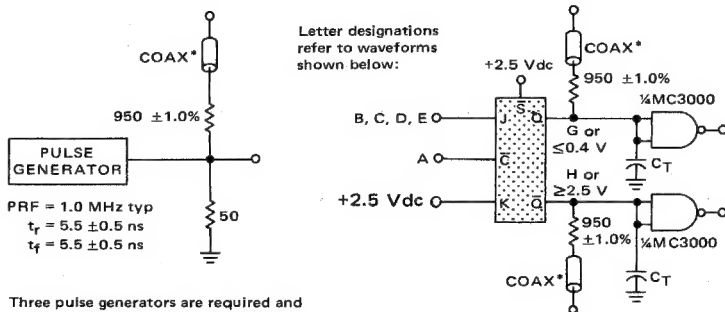 COAX*
950 ±1.0%
PULSE
GENERATOR
PRF = 1.0 MHz typ
tr = 5.5 ±0.5 ns
tf = 5.5 ±0.5 ns
50
Three pulse generators are required and
Letter designations
refer to waveforms
shown below:
COAX*
+2.5 Vdc
950 ±1.0%
¼MC3000
B, C, D, E
J
S̅
Q
G or
≤0.4 V
CT
A
C̅
H or
≥2.5 V
+2.5 Vdc
K
Q̅
950
±1.0%
¼MC3000
COAX*
CT